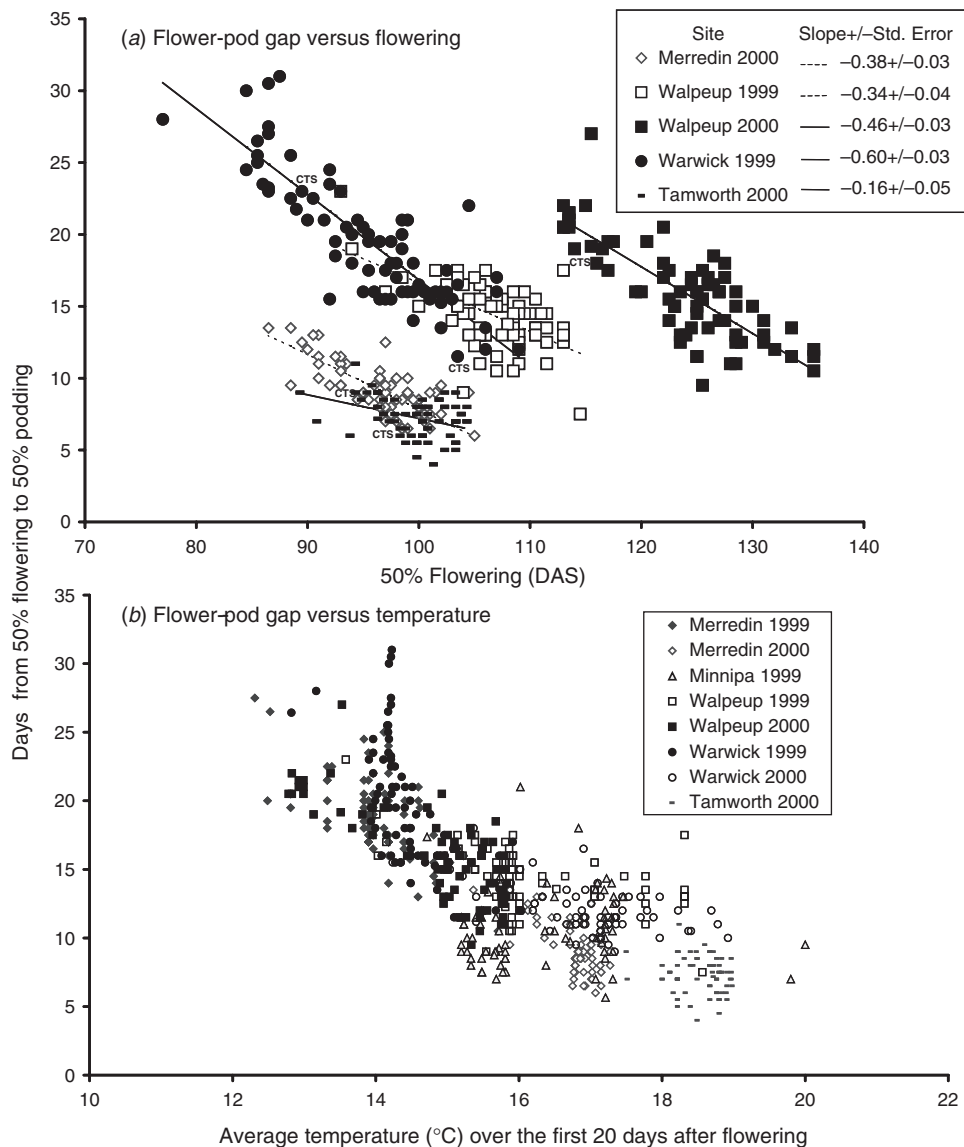 35
30
25
20
15
10
5
0
(a) Flower-pod gap versus flowering
Site Slope+/–Std. Error
Merredin 2000 –0.38+/–0.03
Walpeup 1999 –0.34+/–0.04
Walpeup 2000 –0.46+/–0.03
Warwick 1999 –0.60+/–0.03
Tamworth 2000 –0.16+/–0.05
CTS
CTS
CTS
CTS
CTS
70 80 90 100 110 120 130 140
50% Flowering (DAS)
Days from 50% flowering to 50% podding
(b) Flower-pod gap versus temperature
35
30
25
20
15
10
5
0
Merredin 1999
Merredin 2000
Minnipa 1999
Walpeup 1999
Walpeup 2000
Warwick 1999
Warwick 2000
Tamworth 2000
10 12 14 16 18 20 22
Average temperature (°C) over the first 20 days after flowering